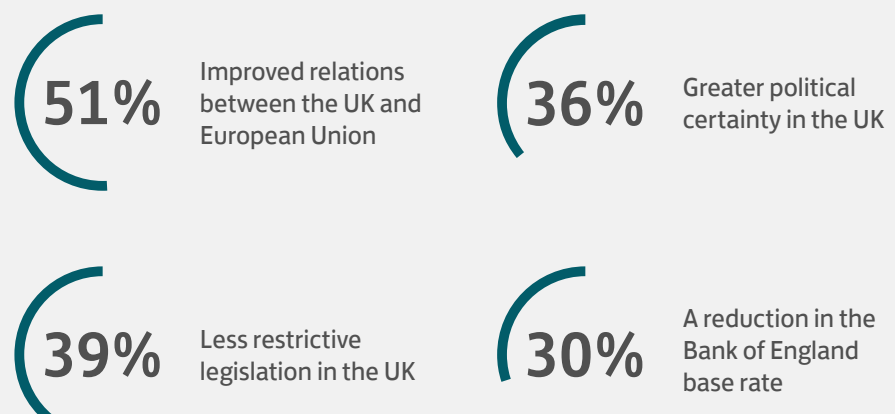 51%
Improved relations
between the UK and
European Union
36%
Greater political
certainty in the UK
39%
Less restrictive
legislation in the UK
30%
A reduction in the
Bank of England
base rate